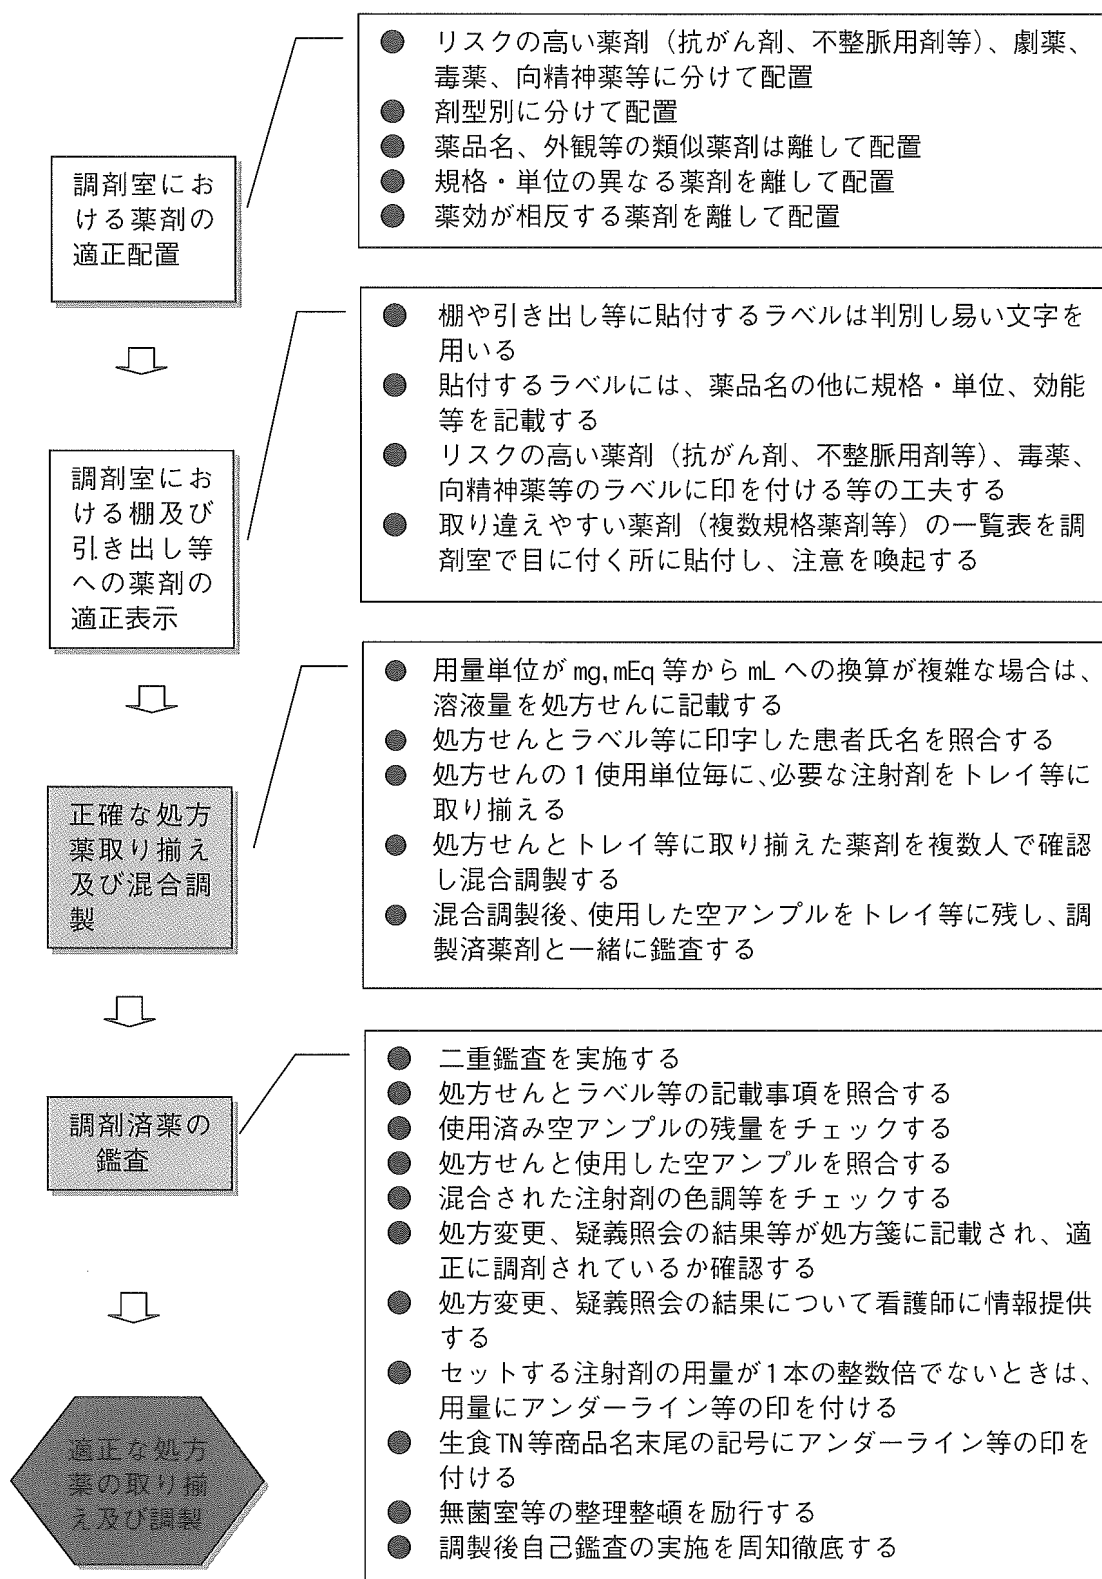 調剤室にお
ける薬剤の
適正配置
● リスクの高い薬剤（抗がん剤、不整脈用剤等）、劇薬、
毒薬、向精神薬等に分けて配置
● 剤型別に分けて配置
● 薬品名、外観等の類似薬剤は離して配置
● 規格・単位の異なる薬剤を離して配置
● 薬効が相反する薬剤を離して配置
調剤室にお
ける棚及び
引き出し等
への薬剤の
適正表示
● 棚や引き出し等に貼付するラベルは判別し易い文字を
用いる
● 貼付するラベルには、薬品名の他に規格・単位、効能
等を記載する
● リスクの高い薬剤（抗がん剤、不整脈用剤等）、毒薬、
向精神薬等のラベルに印を付ける等の工夫する
● 取り違えやすい薬剤（複数規格薬剤等）の一覧表を調
剤室で目に付く所に貼付し、注意を喚起する
正確な処方
薬取り揃え
及び混合調
製
● 用量単位が mg,mEq 等から mL への換算が複雑な場合は、
溶液量を処方せんに記載する
● 処方せんとラベル等に印字した患者氏名を照合する
● 処方せんの1使用単位毎に、必要な注射剤をトレイ等に
取り揃える
● 処方せんとトレイ等に取り揃えた薬剤を複数人で確認
し混合調製する
● 混合調製後、使用した空アンプルをトレイ等に残し、調
製済薬剤と一緒に鑑査する
調剤済薬の
鑑査
● 二重鑑査を実施する
● 処方せんとラベル等の記載事項を照合する
● 使用済み空アンプルの残量をチェックする
● 処方せんと使用した空アンプルを照合する
● 混合された注射剤の色調等をチェックする
● 処方変更、疑義照会の結果等が処方箋に記載され、適
正に調剤されているか確認する
● 処方変更、疑義照会の結果について看護師に情報提供
する
● セットする注射剤の用量が1本の整数倍でないときは、
用量にアンダーライン等の印を付ける
● 生食TN等商品名末尾の記号にアンダーライン等の印を
付ける
● 無菌室等の整理整頓を励行する
● 調製後自己鑑査の実施を周知徹底する
適正な処方
薬の取り揃
え及び調製